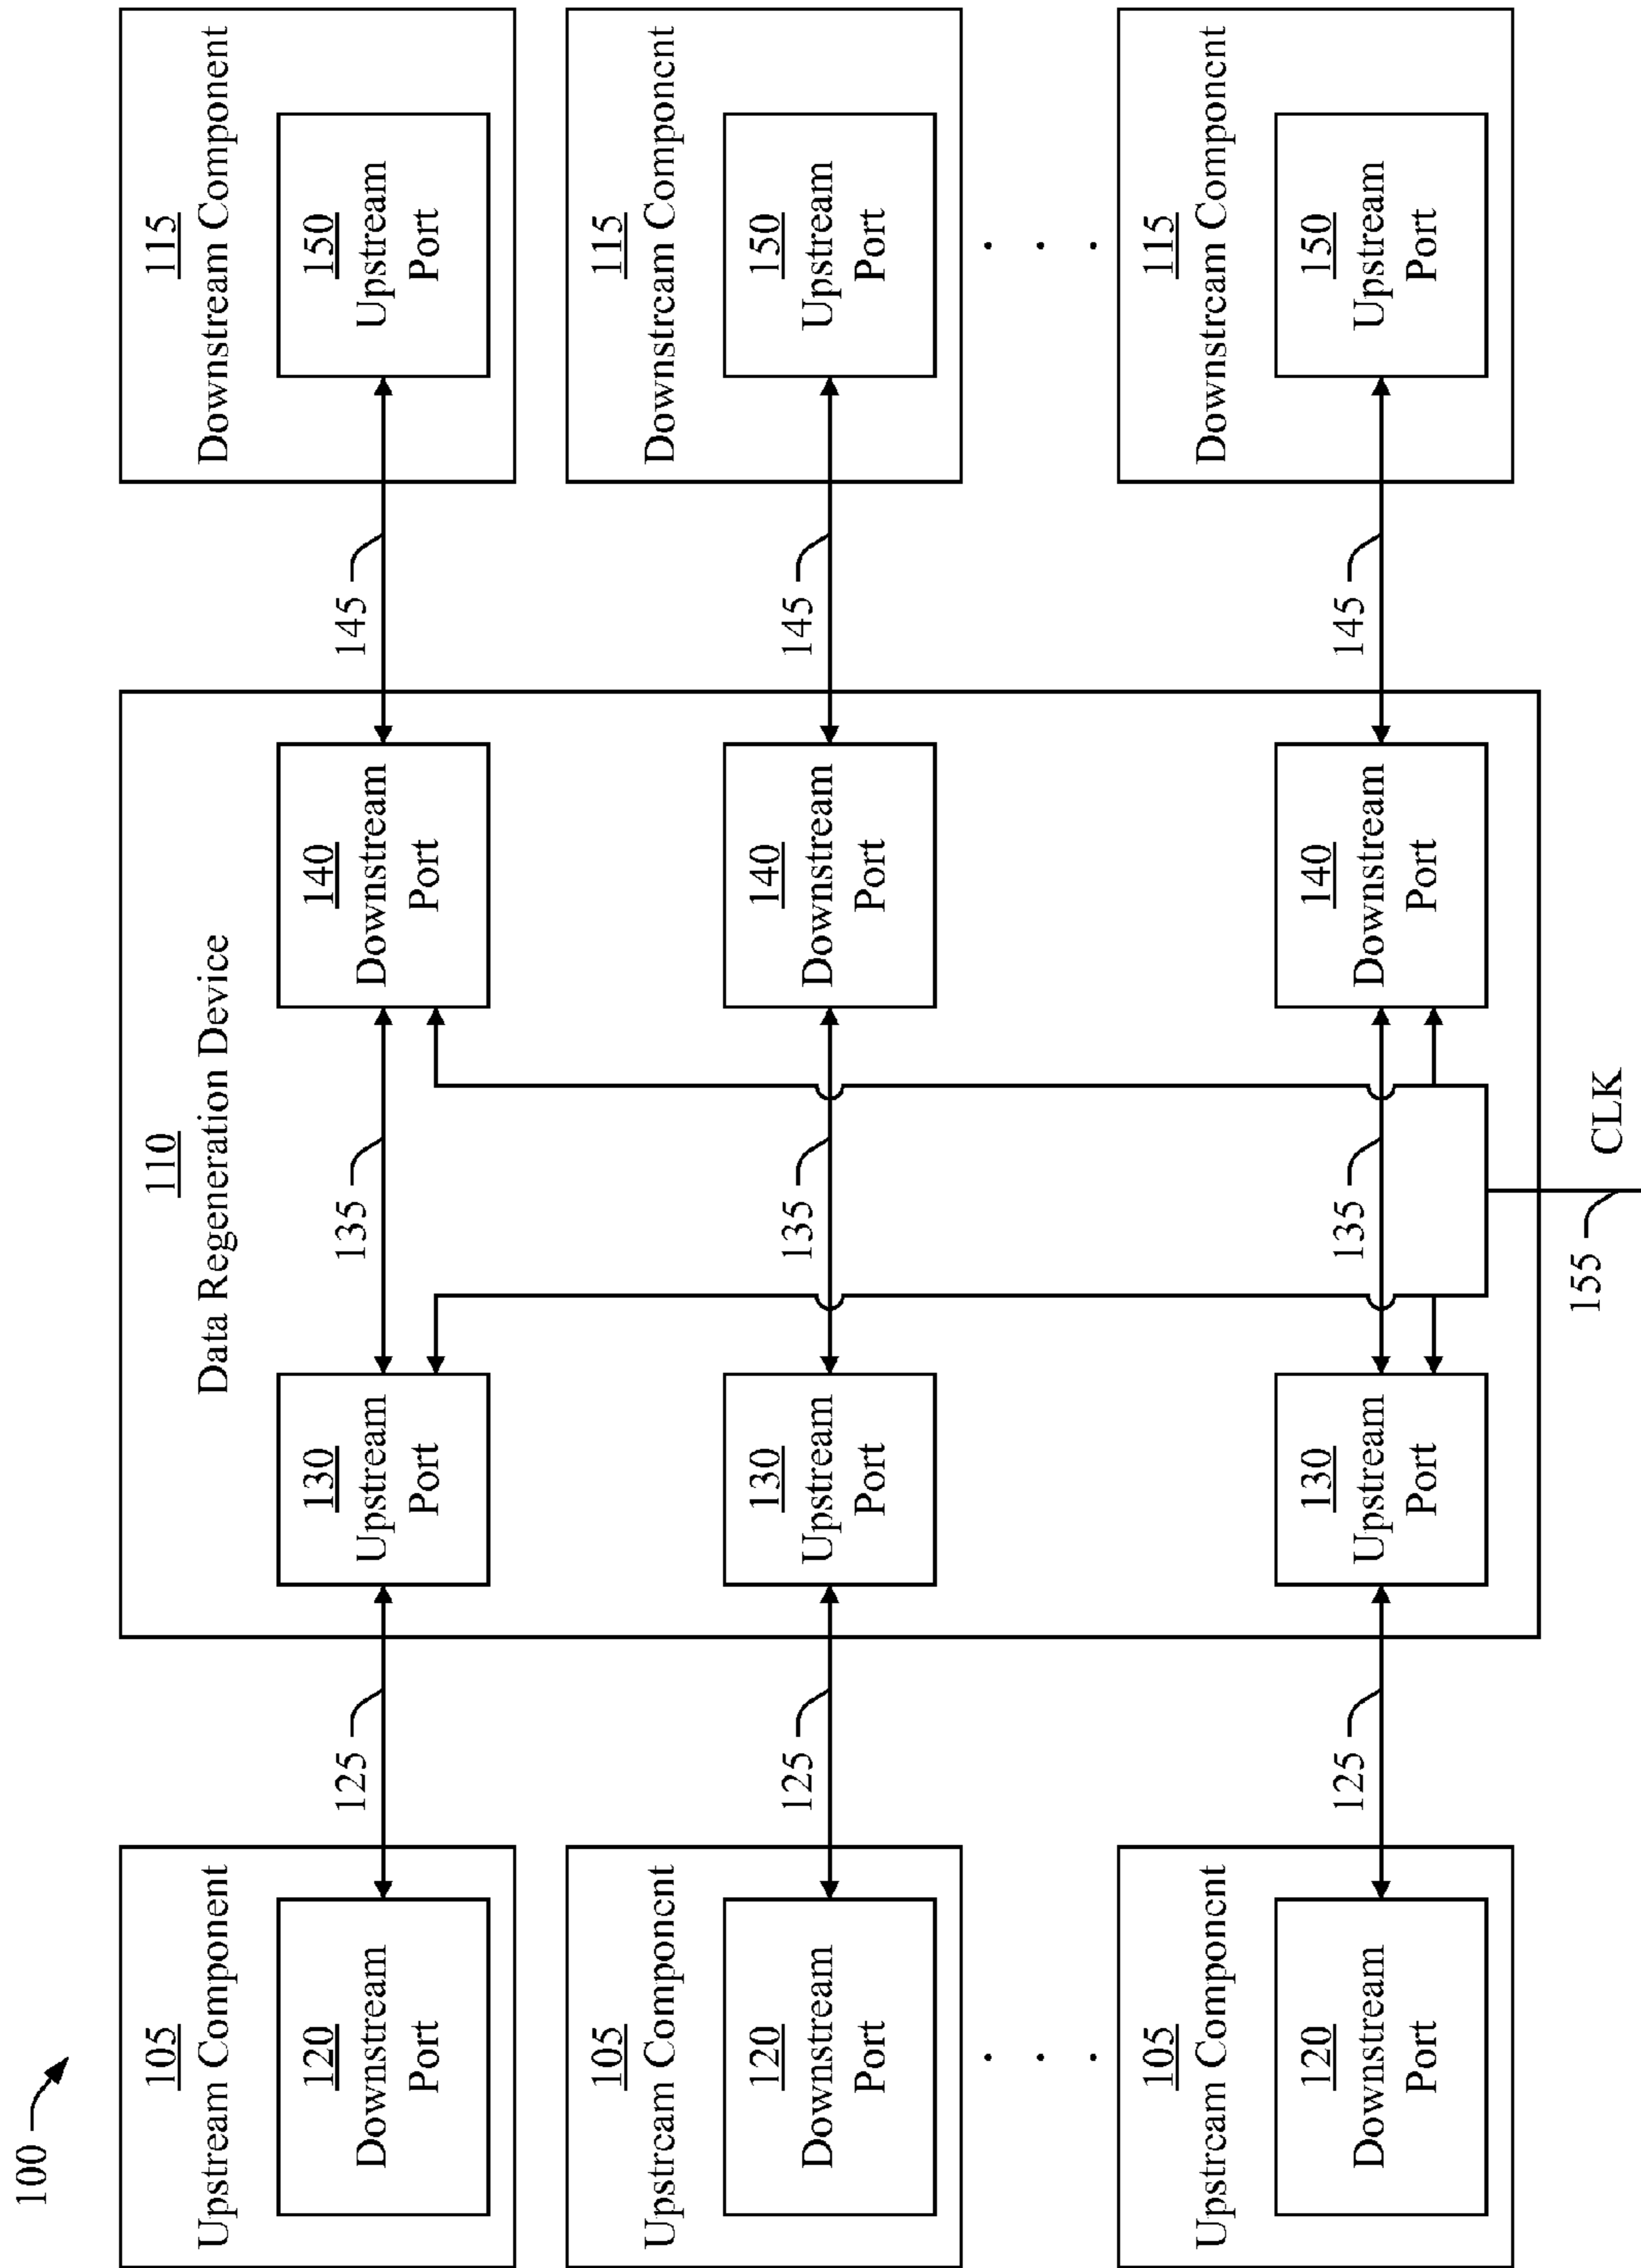 100
105
Upstream Component
120
Downstream
Port
125
110
Data Regeneration Device
130
Upstream
Port
135
140
Downstream
Port
145
115
Downstream Component
150
Upstream
Port
105
Upstream Component
120
Downstream
Port
125
130
Upstream
Port
135
140
Downstream
Port
145
115
Downstream Component
150
Upstream
Port
105
Upstream Component
120
Downstream
Port
125
130
Upstream
Port
135
140
Downstream
Port
145
115
Downstream Component
150
Upstream
Port
155
CLK